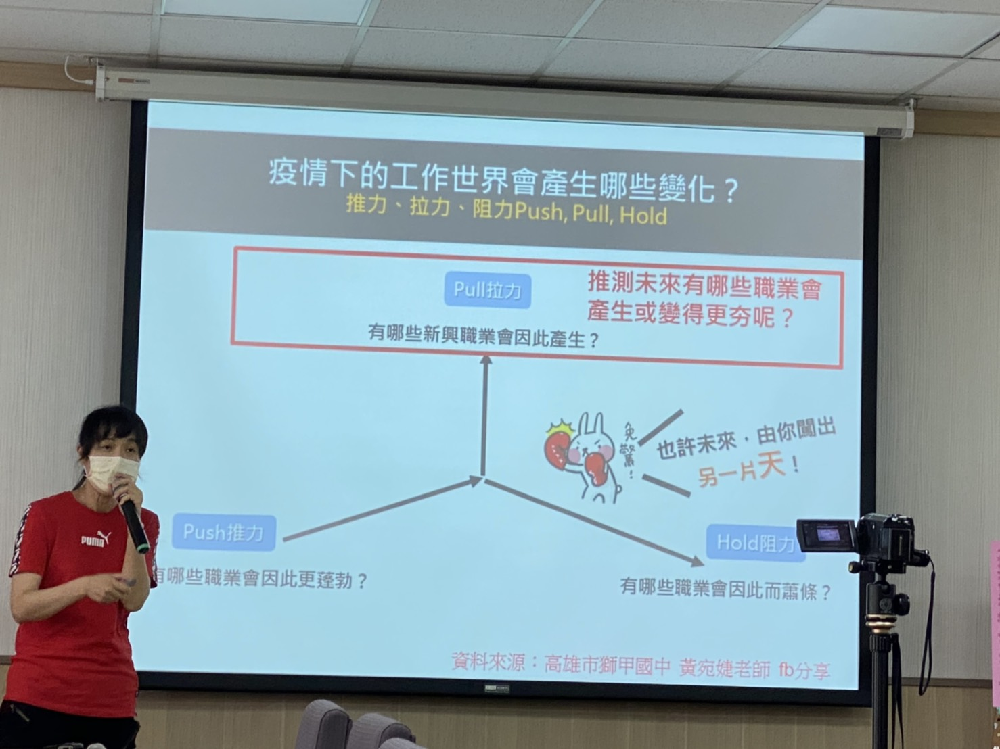 疫情下的工作世界會產生哪些變化？
推力、拉力、阻力Push, Pull, Hold
Pull拉力
推測未來有哪些職業會
產生或變得更夯呢？
有哪些新興職業會因此產生？
免驚！
也許未來，由你闖出
另一片天！
Push推力
有哪些職業會因此更蓬勃？
Hold阻力
有哪些職業會因此而蕭條？
資料來源：高雄市獅甲國中 黃宛婕老師 fb分享
PUMA